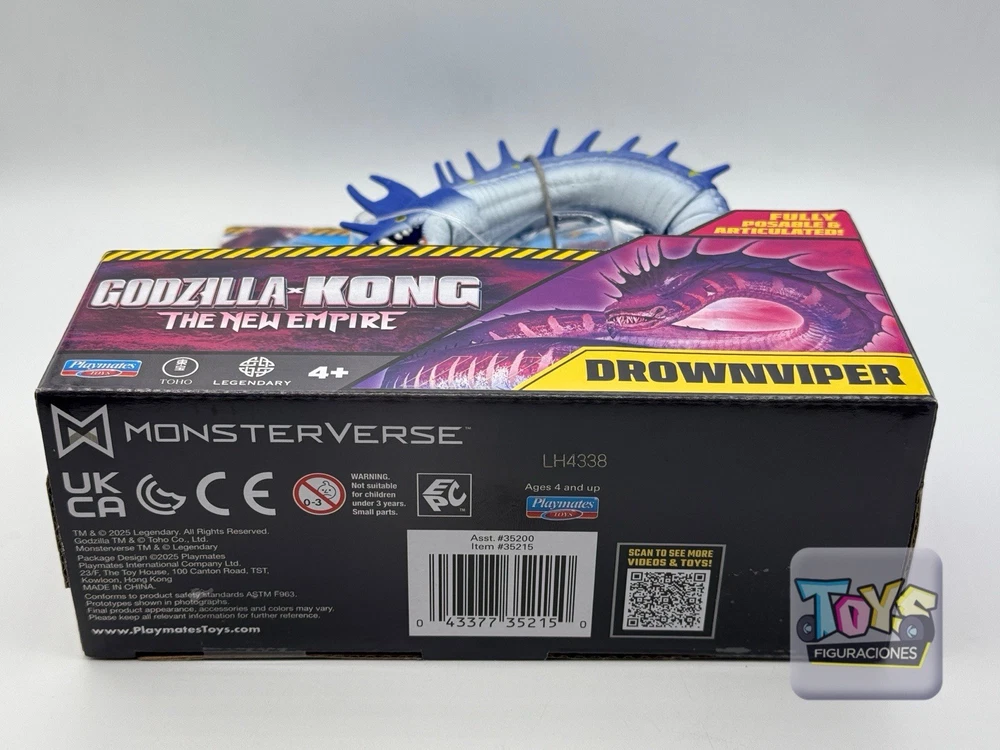 FULLY
POSABLE &
ARTICULATED!
GODZILLA x KONG
THE NEW EMPIRE
Playmates
TOYS
TOHO
LEGENDARY
4+
DROWNVIPER
MONSTERVERSE™
LH4338
UK
CA
CE
0-3
WARNING.
Not suitable
for children
under 3 years.
Small parts.
EPC™
Ages 4 and up
Playmates
TOYS
TM & © 2025 Legendary. All Rights Reserved.
Godzilla TM & © Toho Co., Ltd.
Monsterverse TM & © Legendary
Package Design ©2025 Playmates
Playmates International Company Ltd.
23/F, The Toy House, 100 Canton Road, TST,
Kowloon, Hong Kong
MADE IN CHINA.
Conforms to product safety standards ASTM F963.
Prototypes shown in photographs.
Final product appearance, accessories and colors may vary.
Please keep all relevant information for further reference.
www.PlaymatesToys.com
Asst. #35200
Item #35215
0 43377 35215 0
SCAN TO SEE MORE
VIDEOS & TOYS!
TOYS
FIGURACIONES